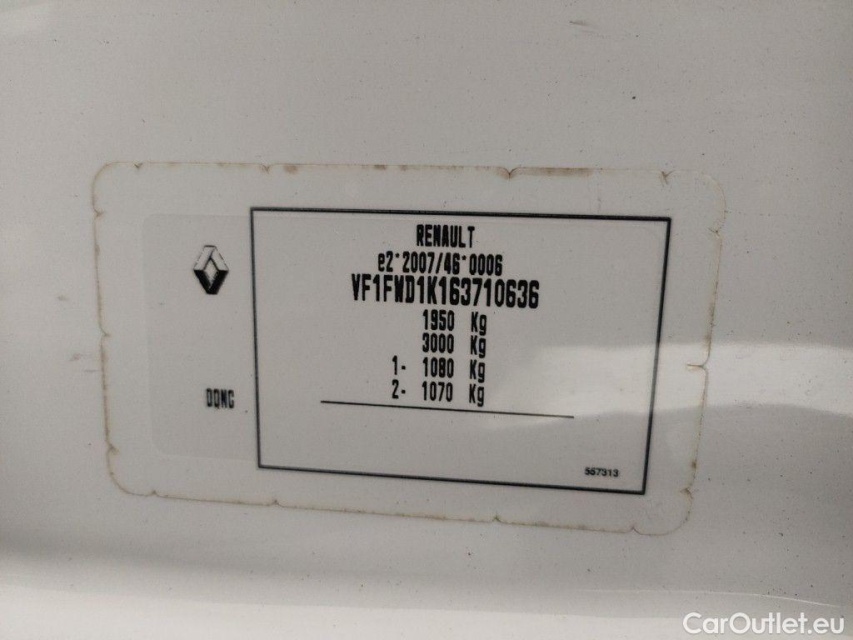 RENAULT
e2*2007/46*0006
VF1FWD1K163710636
1950 Kg
3000 Kg
1- 1080 Kg
2- 1070 Kg
DQNC
557313
CarOutlet.eu